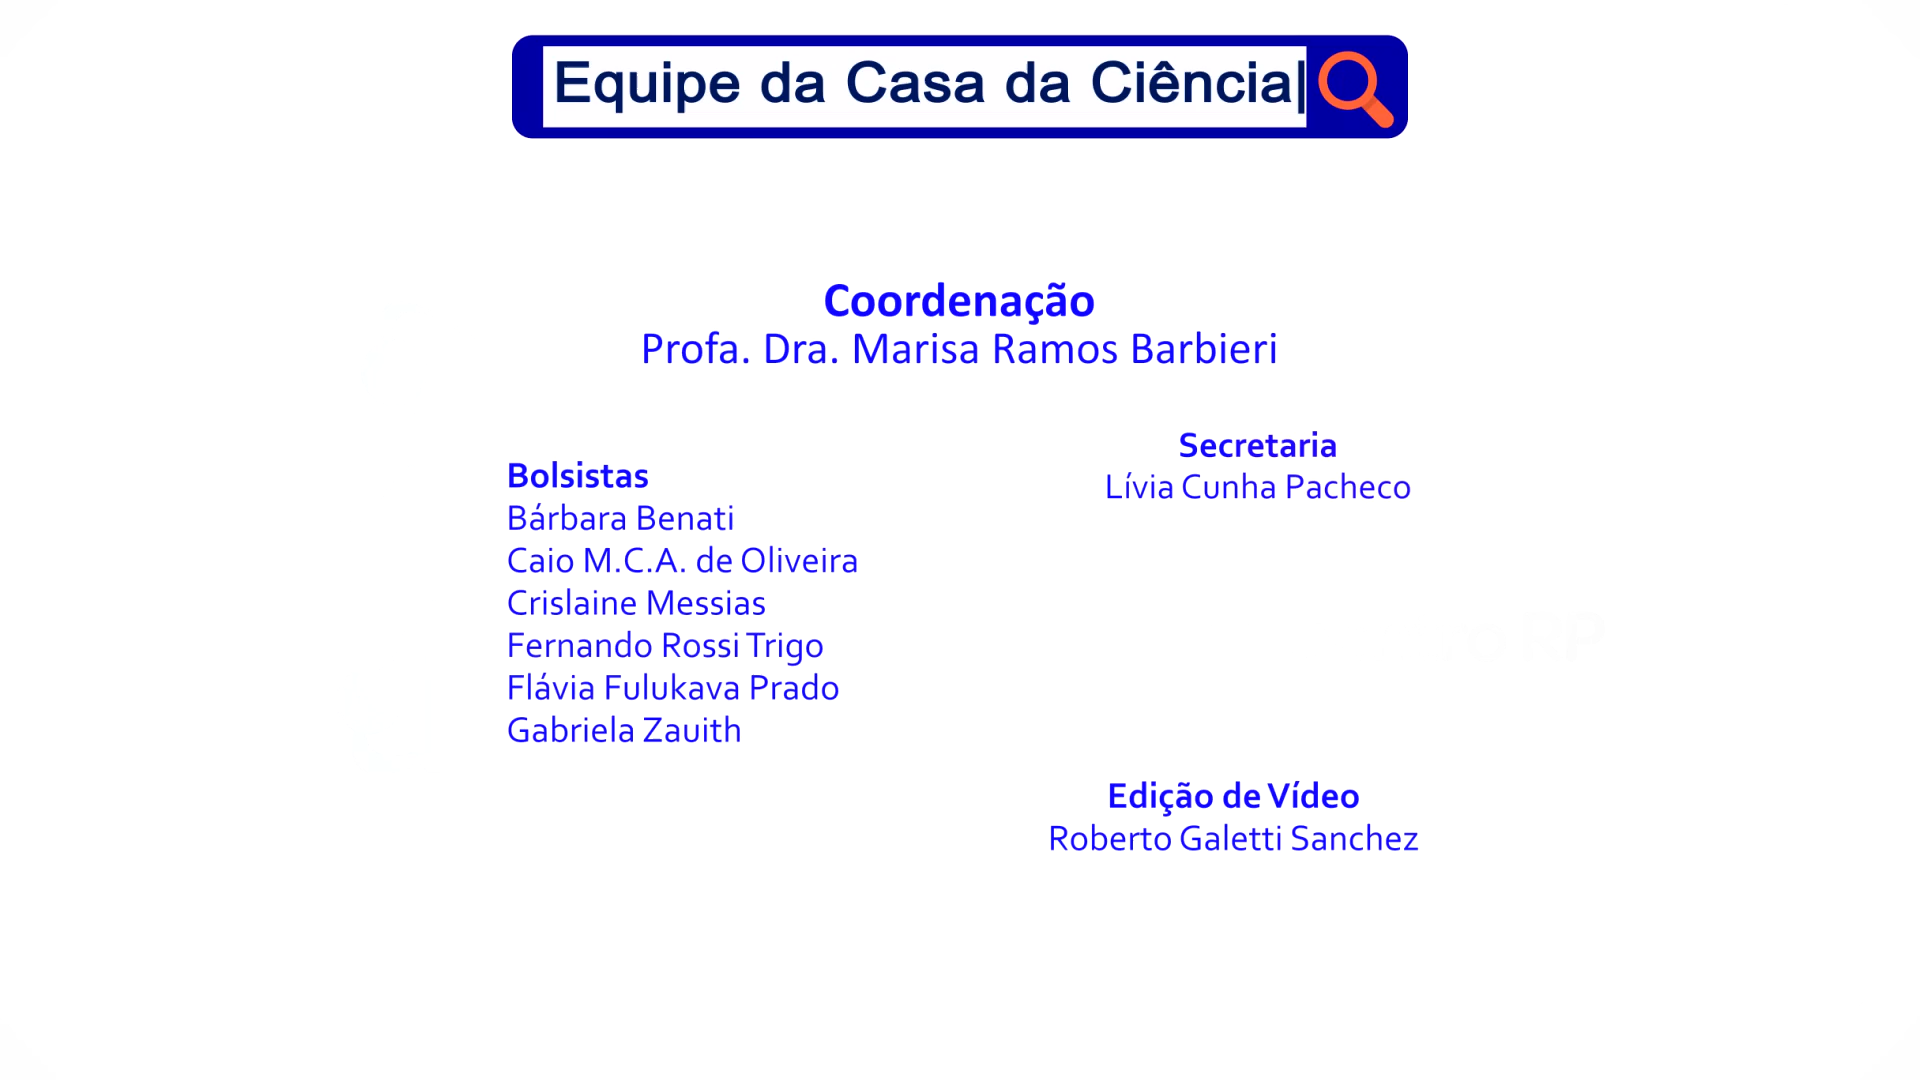 Equipe da Casa da Ciência
Coordenação
Profa. Dra. Marisa Ramos Barbieri
Bolsistas
Bárbara Benati
Caio M.C.A. de Oliveira
Crislaine Messias
Fernando Rossi Trigo
Flávia Fulukava Prado
Gabriela Zauith
Secretaria
Lívia Cunha Pacheco
Edição de Vídeo
Roberto Galetti Sanchez